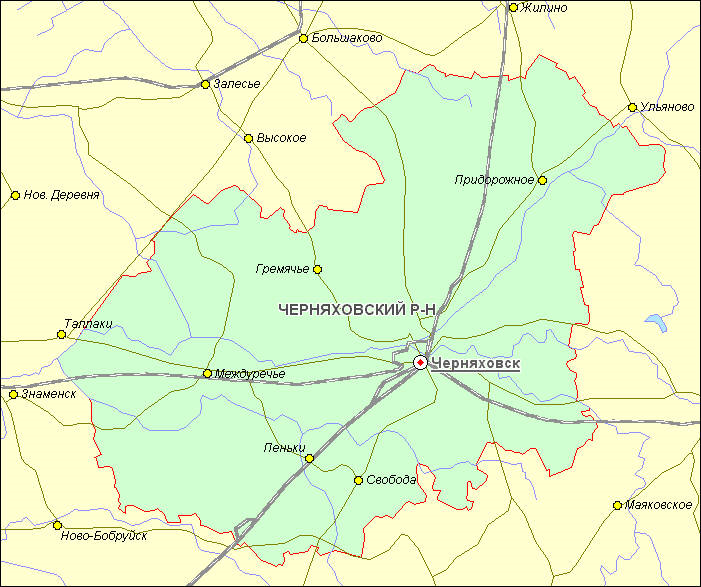 Жилино
Большаково
Залесье
Ульяново
Высокое
Придорожное
Нов. Деревня
Гремячье
ЧЕРНЯХОВСКИЙ Р-Н
Таплаки
Черняховск
Междуречье
Знаменск
Пеньки
Свобода
Маяковское
Ново-Бобруйск